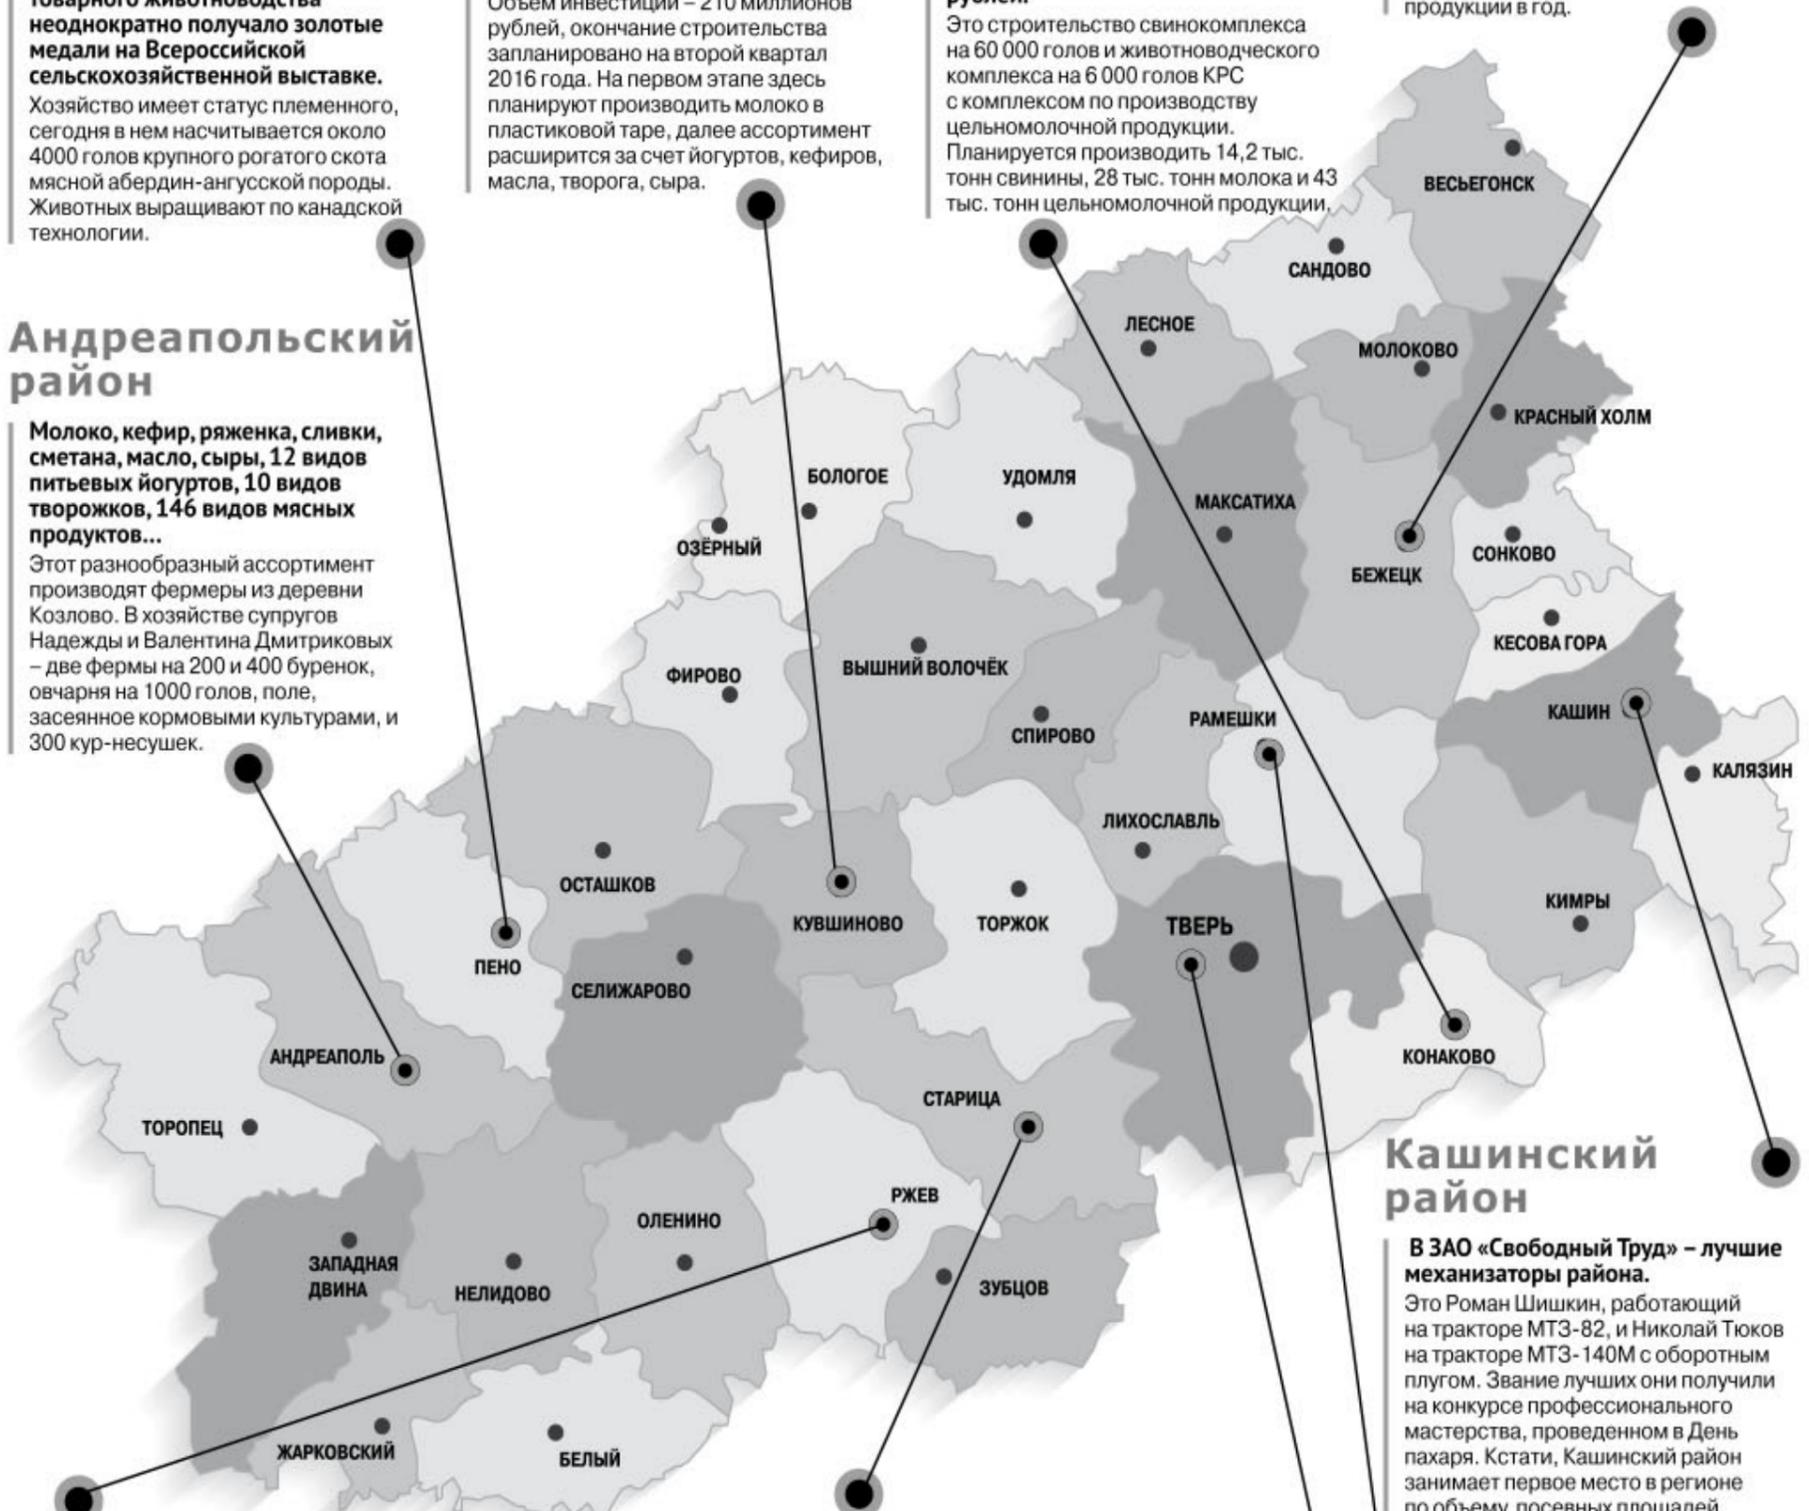 товарного животноводства
неоднократно получало золотые
медали на Всероссийской
сельскохозяйственной выставке.
Хозяйство имеет статус племенного,
сегодня в нем насчитывается около
4000 голов крупного рогатого скота
мясной абердин-ангусской породы.
Животных выращивают по канадской
технологии.
Объем инвестиций – 210 миллионов
рублей, окончание строительства
запланировано на второй квартал
2016 года. На первом этапе здесь
планируют производить молоко в
пластиковой таре, далее ассортимент
расширится за счет йогуртов, кефиров,
масла, творога, сыра.
рублей.
Это строительство свинокомплекса
на 60 000 голов и животноводческого
комплекса на 6 000 голов КРС
с комплексом по производству
цельномолочной продукции.
Планируется производить 14,2 тыс.
тонн свинины, 28 тыс. тонн молока и 43
тыс. тонн цельномолочной продукции,
продукции в год.
Андреапольский
район
Молоко, кефир, ряженка, сливки,
сметана, масло, сыры, 12 видов
питьевых йогуртов, 10 видов
творожков, 146 видов мясных
продуктов...
Этот разнообразный ассортимент
производят фермеры из деревни
Козлово. В хозяйстве супругов
Надежды и Валентина Дмитриковых
– две фермы на 200 и 400 буренок,
овчарня на 1000 голов, поле,
засеянное кормовыми культурами, и
300 кур-несушек.
ВЕСЬЕГОНСК
САНДОВО
ЛЕСНОЕ
МОЛОКОВО
КРАСНЫЙ ХОЛМ
БОЛОГОЕ
УДОМЛЯ
МАКСАТИХА
ОЗЁРНЫЙ
СОНКОВО
БЕЖЕЦК
КЕСОВА ГОРА
ВЫШНИЙ ВОЛОЧЁК
ФИРОВО
КАШИН
РАМЕШКИ
СПИРОВО
КАЛЯЗИН
ЛИХОСЛАВЛЬ
ОСТАШКОВ
КИМРЫ
КУВШИНОВО
ТОРЖОК
ТВЕРЬ
ПЕНО
СЕЛИЖАРОВО
АНДРЕАПОЛЬ
КОНАКОВО
СТАРИЦА
ТОРОПЕЦ
РЖЕВ
ОЛЕНИНО
ЗАПАДНАЯ
ДВИНА
НЕЛИДОВО
ЗУБЦОВ
ЖАРКОВСКИЙ
БЕЛЫЙ
Кашинский
район
В ЗАО «Свободный Труд» – лучшие
механизаторы района.
Это Роман Шишкин, работающий
на тракторе МТЗ-82, и Николай Тюков
на тракторе МТЗ-140М с оборотным
плугом. Звание лучших они получили
на конкурсе профессионального
мастерства, проведенном в День
пахаря. Кстати, Кашинский район
занимает первое место в регионе
по объему посевных площадей